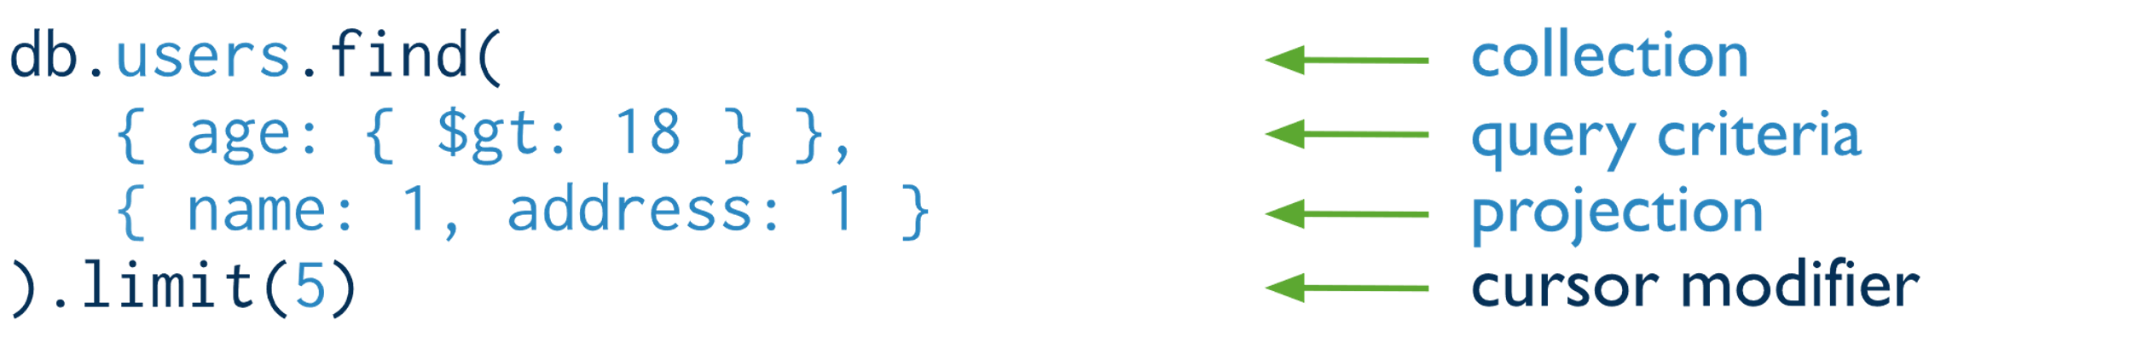 db.users.find( collection
{ age: { $gt: 18 } }, query criteria
{ name: 1, address: 1 } projection
).limit(5) cursor modifier